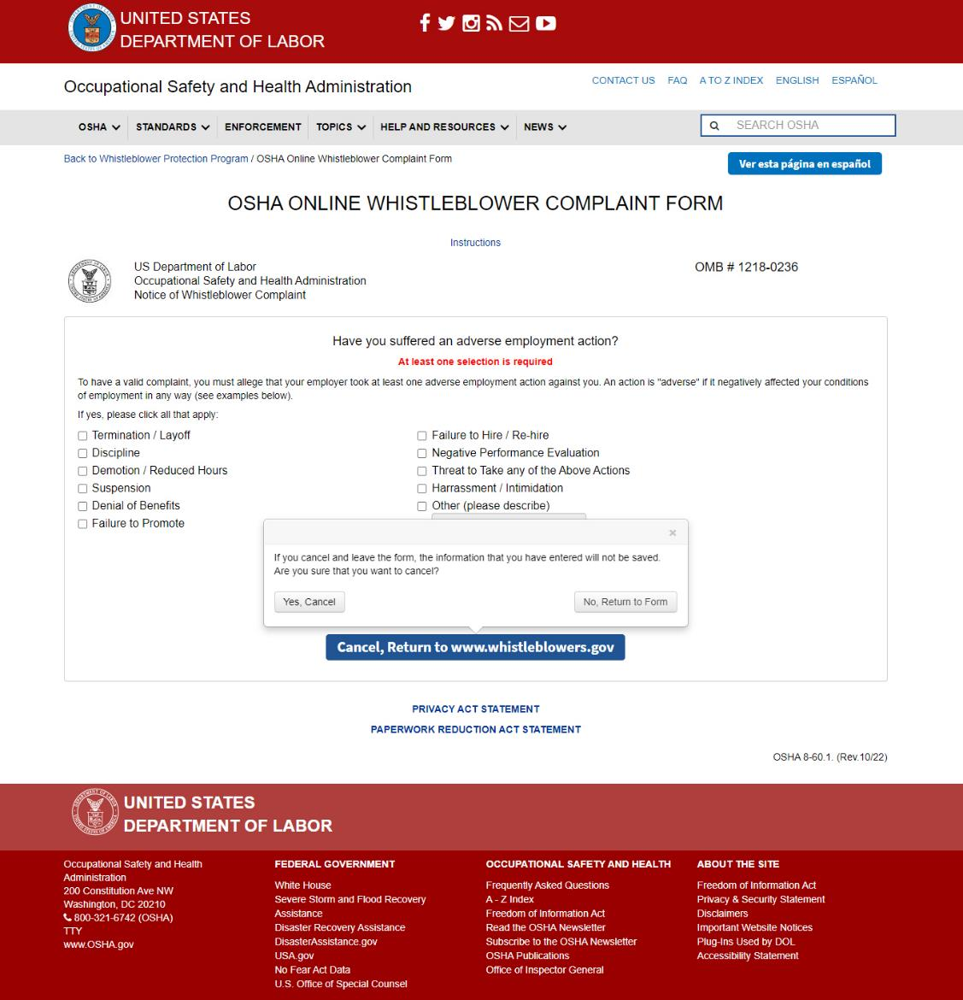 UNITED STATES
DEPARTMENT OF LABOR
Occupational Safety and Health Administration
CONTACT US FAQ A TO Z INDEX ENGLISH ESPAÑOL
OSHA STANDARDS ENFORCEMENT TOPICS HELP AND RESOURCES NEWS SEARCH OSHA
Back to Whistleblower Protection Program / OSHA Online Whistleblower Complaint Form
Ver esta página en español
OSHA ONLINE WHISTLEBLOWER COMPLAINT FORM
Instructions
US Department of Labor
Occupational Safety and Health Administration
Notice of Whistleblower Complaint
OMB # 1218-0236
Have you suffered an adverse employment action?
At least one selection is required
To have a valid complaint, you must allege that your employer took at least one adverse employment action against you. An action is "adverse" if it negatively affected your conditions
of employment in any way (see examples below).
If yes, please click all that apply:
Termination / Layoff
Discipline
Demotion / Reduced Hours
Suspension
Denial of Benefits
Failure to Promote
Failure to Hire / Re-hire
Negative Performance Evaluation
Threat to Take any of the Above Actions
Harrassment / Intimidation
Other (please describe)
×
If you cancel and leave the form, the information that you have entered will not be saved.
Are you sure that you want to cancel?
Yes, Cancel
No, Return to Form
Cancel, Return to www.whistleblowers.gov
PRIVACY ACT STATEMENT
PAPERWORK REDUCTION ACT STATEMENT
OSHA 8-60.1. (Rev.10/22)
UNITED STATES
DEPARTMENT OF LABOR
Occupational Safety and Health
Administration
200 Constitution Ave NW
Washington, DC 20210
800-321-6742 (OSHA)
TTY
www.OSHA.gov
FEDERAL GOVERNMENT
White House
Severe Storm and Flood Recovery
Assistance
Disaster Recovery Assistance
DisasterAssistance.gov
USA.gov
No Fear Act Data
U.S. Office of Special Counsel
OCCUPATIONAL SAFETY AND HEALTH
Frequently Asked Questions
A - Z Index
Freedom of Information Act
Read the OSHA Newsletter
Subscribe to the OSHA Newsletter
OSHA Publications
Office of Inspector General
ABOUT THE SITE
Freedom of Information Act
Privacy & Security Statement
Disclaimers
Important Website Notices
Plug-Ins Used by DOL
Accessibility Statement